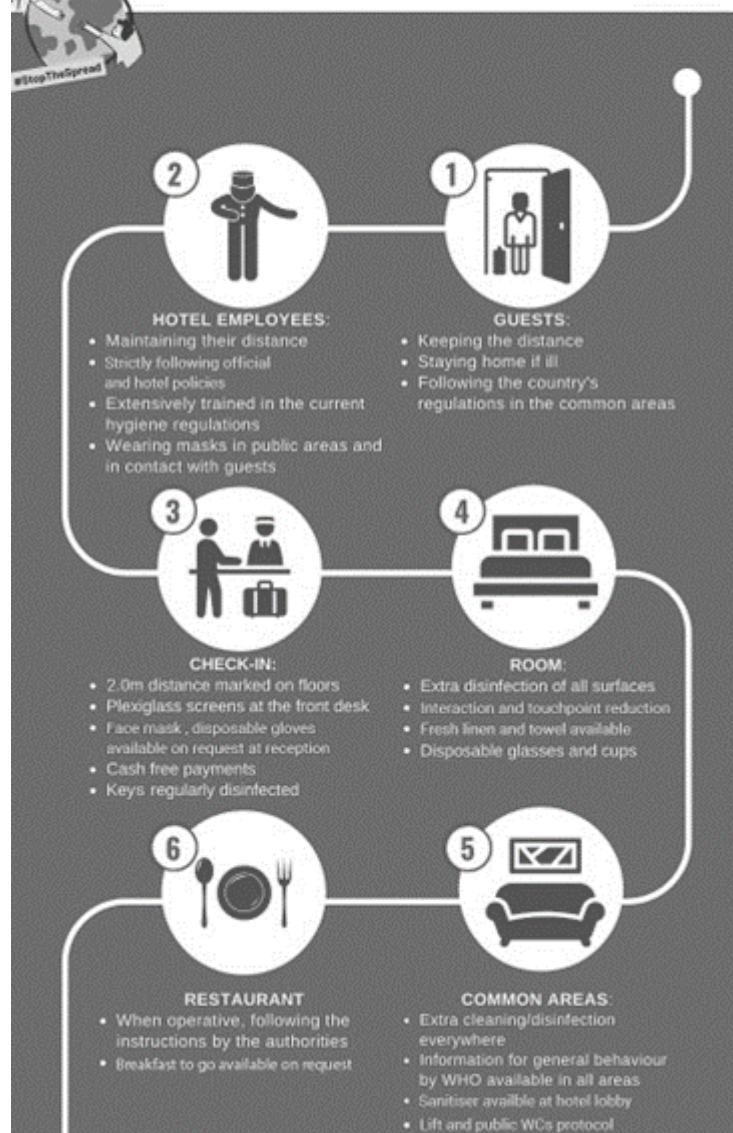 #StopTheSpread
1
GUESTS:
• Keeping the distance
• Staying home if ill
• Following the country's
regulations in the common areas
2
HOTEL EMPLOYEES:
• Maintaining their distance
• Strictly following official
and hotel policies
• Extensively trained in the current
hygiene regulations
• Wearing masks in public areas and
in contact with guests
3
CHECK-IN:
• 2.0m distance marked on floors
• Plexiglass screens at the front desk
• Face mask , disposable gloves
available on request at reception
• Cash free payments
• Keys regularly disinfected
4
ROOM:
• Extra disinfection of all surfaces
• Interaction and touchpoint reduction
• Fresh linen and towel available
• Disposable glasses and cups
5
COMMON AREAS:
• Extra cleaning/disinfection
everywhere
• Information for general behaviour
by WHO available in all areas
• Sanitiser availble at hotel lobby
• Lift and public WCs protocol
6
RESTAURANT
• When operative, following the
instructions by the authorities
• Breakfast to go available on request